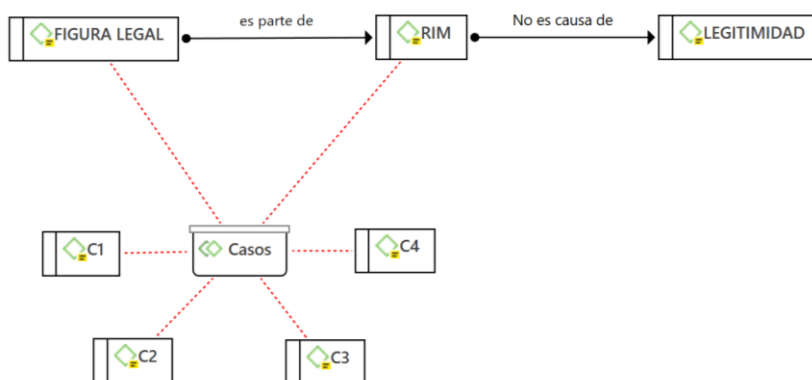 FIGURA LEGAL
es parte de
RIM
No es causa de
LEGITIMIDAD
C1
Casos
C4
C2
C3